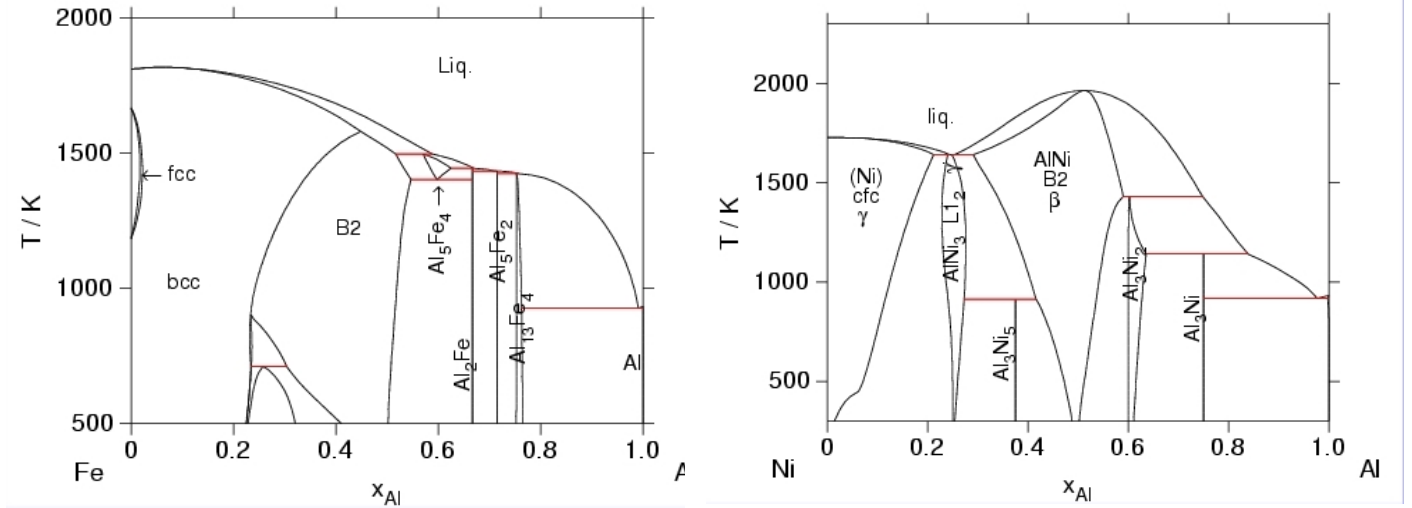 2000
1500
1000
500
T / K
Liq.
← fcc
bcc
B2
Al₅Fe₄
Al₂Fe
Al₅Fe₂
Al₁₃Fe₄
Al
0
0.2
0.4
0.6
0.8
1.0
Fe
A
x_Al
2000
1500
1000
500
T / K
liq.
(Ni)
cfc
γ
AlNi₃ L1₂ γ'
AlNi
B2
β
Al₃Ni₅
Al₃Ni₂
Al₃Ni
0
0.2
0.4
0.6
0.8
1.0
Ni
Al
x_Al